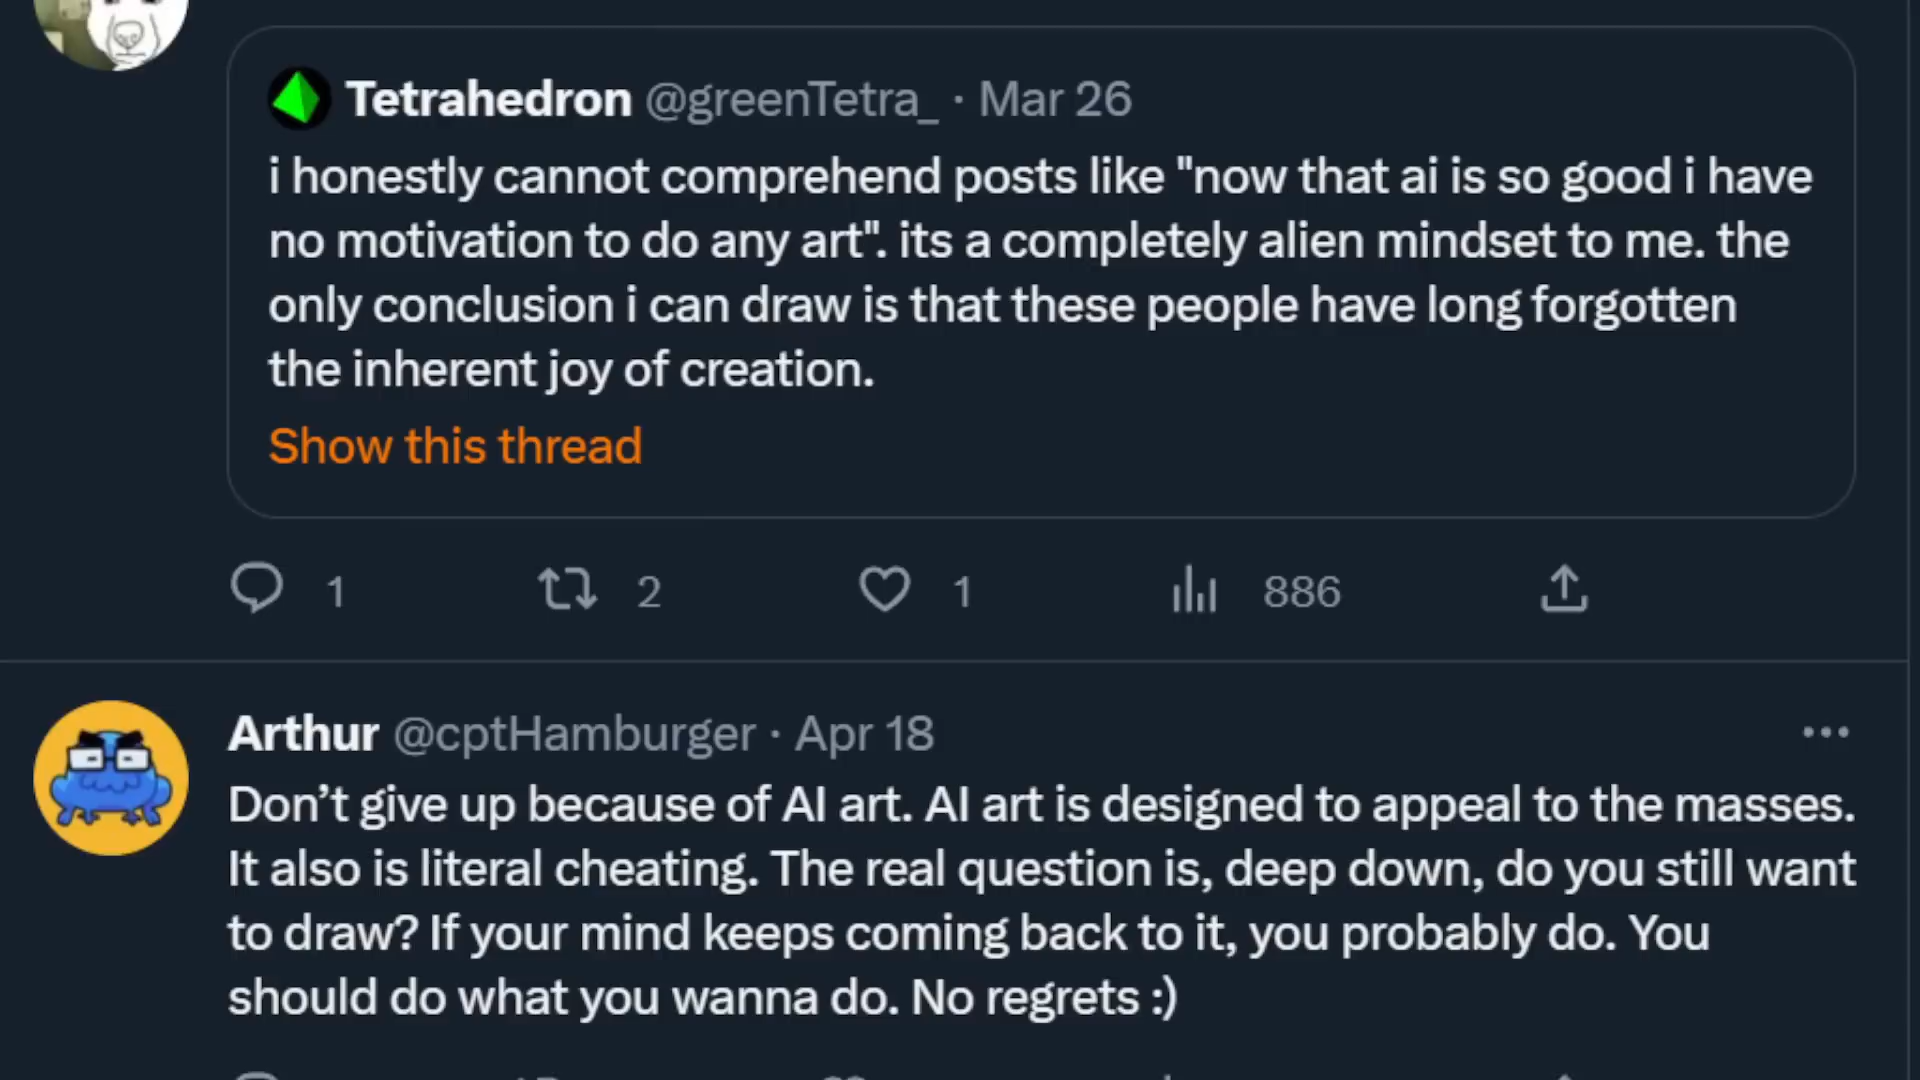 Tetrahedron @greenTetra_ · Mar 26
i honestly cannot comprehend posts like "now that ai is so good i have
no motivation to do any art". its a completely alien mindset to me. the
only conclusion i can draw is that these people have long forgotten
the inherent joy of creation.
Show this thread
1 2 1 886
Arthur @cptHamburger · Apr 18
Don’t give up because of AI art. AI art is designed to appeal to the masses.
It also is literal cheating. The real question is, deep down, do you still want
to draw? If your mind keeps coming back to it, you probably do. You
should do what you wanna do. No regrets :)